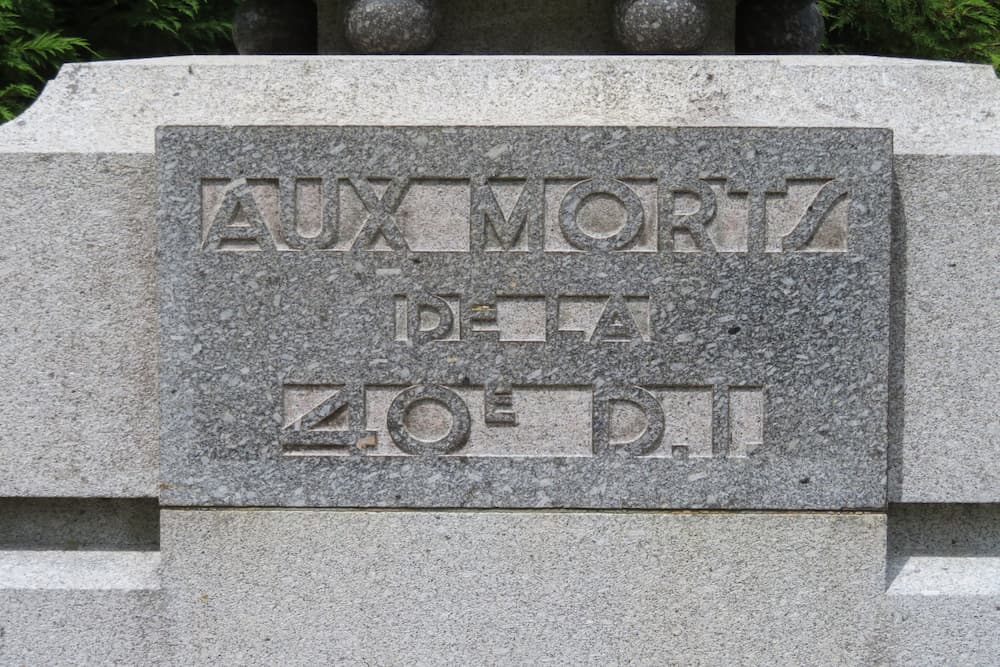 AUX MORTS
DE LA
40E D.I